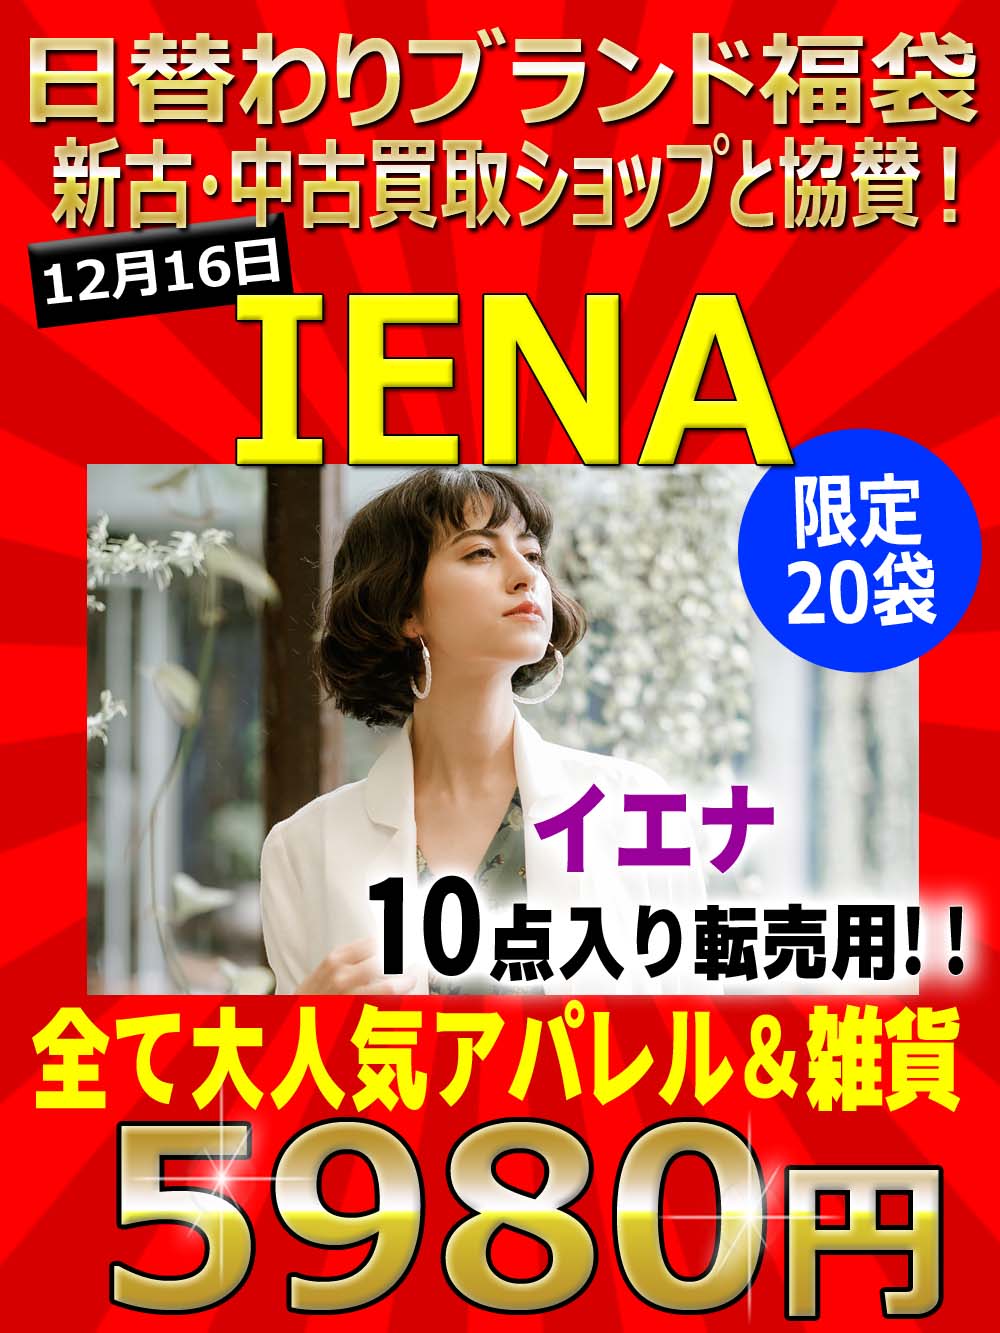 日替わりブランド福袋
新古・中古買取ショップと協賛！
12月16日
IENA
限定
20袋
イエナ
10点入り転売用!!
全て大人気アパレル＆雑貨
5980円